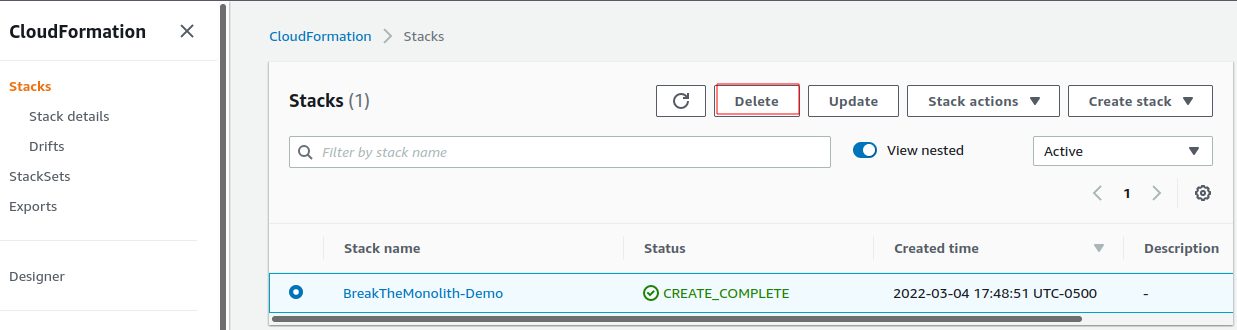 CloudFormation
Stacks
Stack details
Drifts
StackSets
Exports
Designer
CloudFormation Stacks
Stacks (1)
Delete Update Stack actions Create stack
Filter by stack name View nested Active
1
Stack name Status Created time Description
BreakTheMonolith-Demo CREATE_COMPLETE 2022-03-04 17:48:51 UTC-0500 -